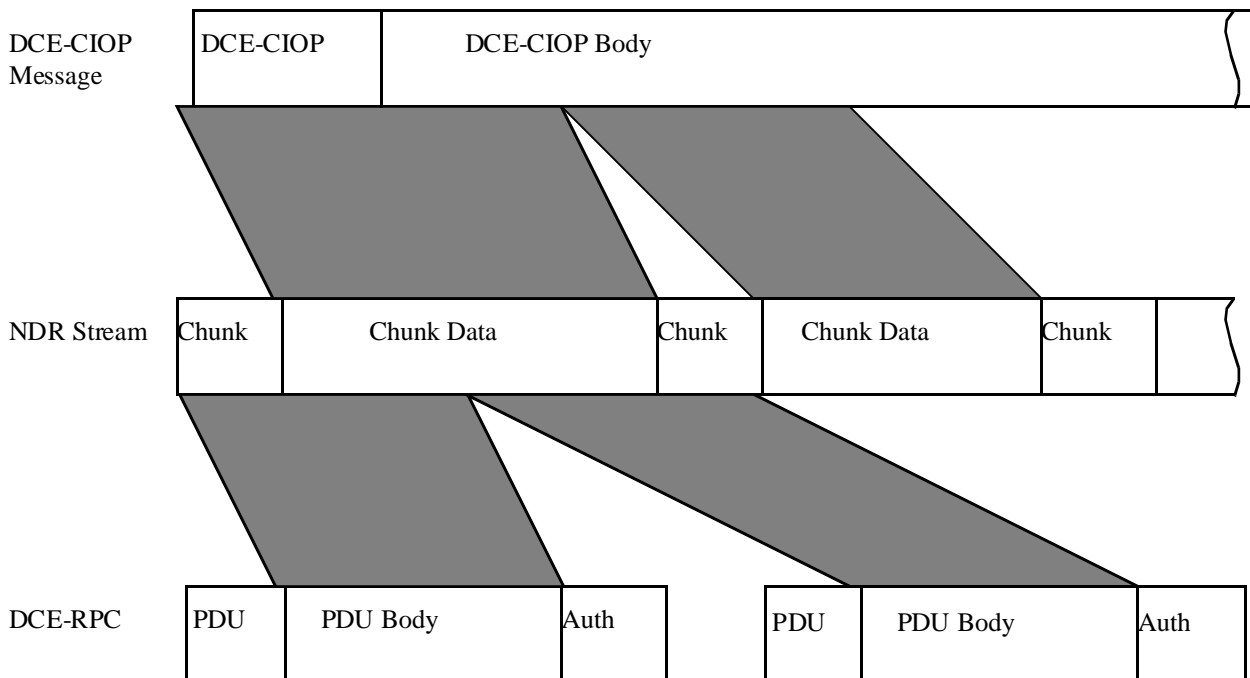 DCE-CIOP
Message
DCE-CIOP
DCE-CIOP Body
NDR Stream
Chunk
Chunk Data
Chunk
Chunk Data
Chunk
DCE-RPC
PDU
PDU Body
Auth
PDU
PDU Body
Auth